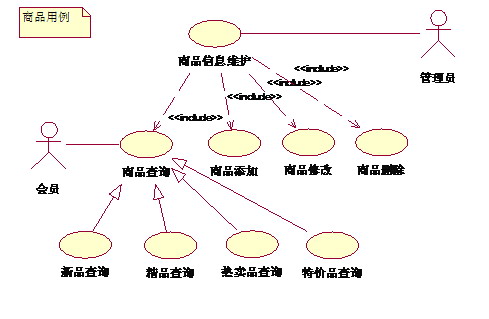 商品用例
商品信息维护
管理员
<<include>>
<<include>>
<<include>>
<<include>>
会员
商品查询
商品添加
商品修改
商品删除
新品查询
精品查询
热卖品查询
特价品查询